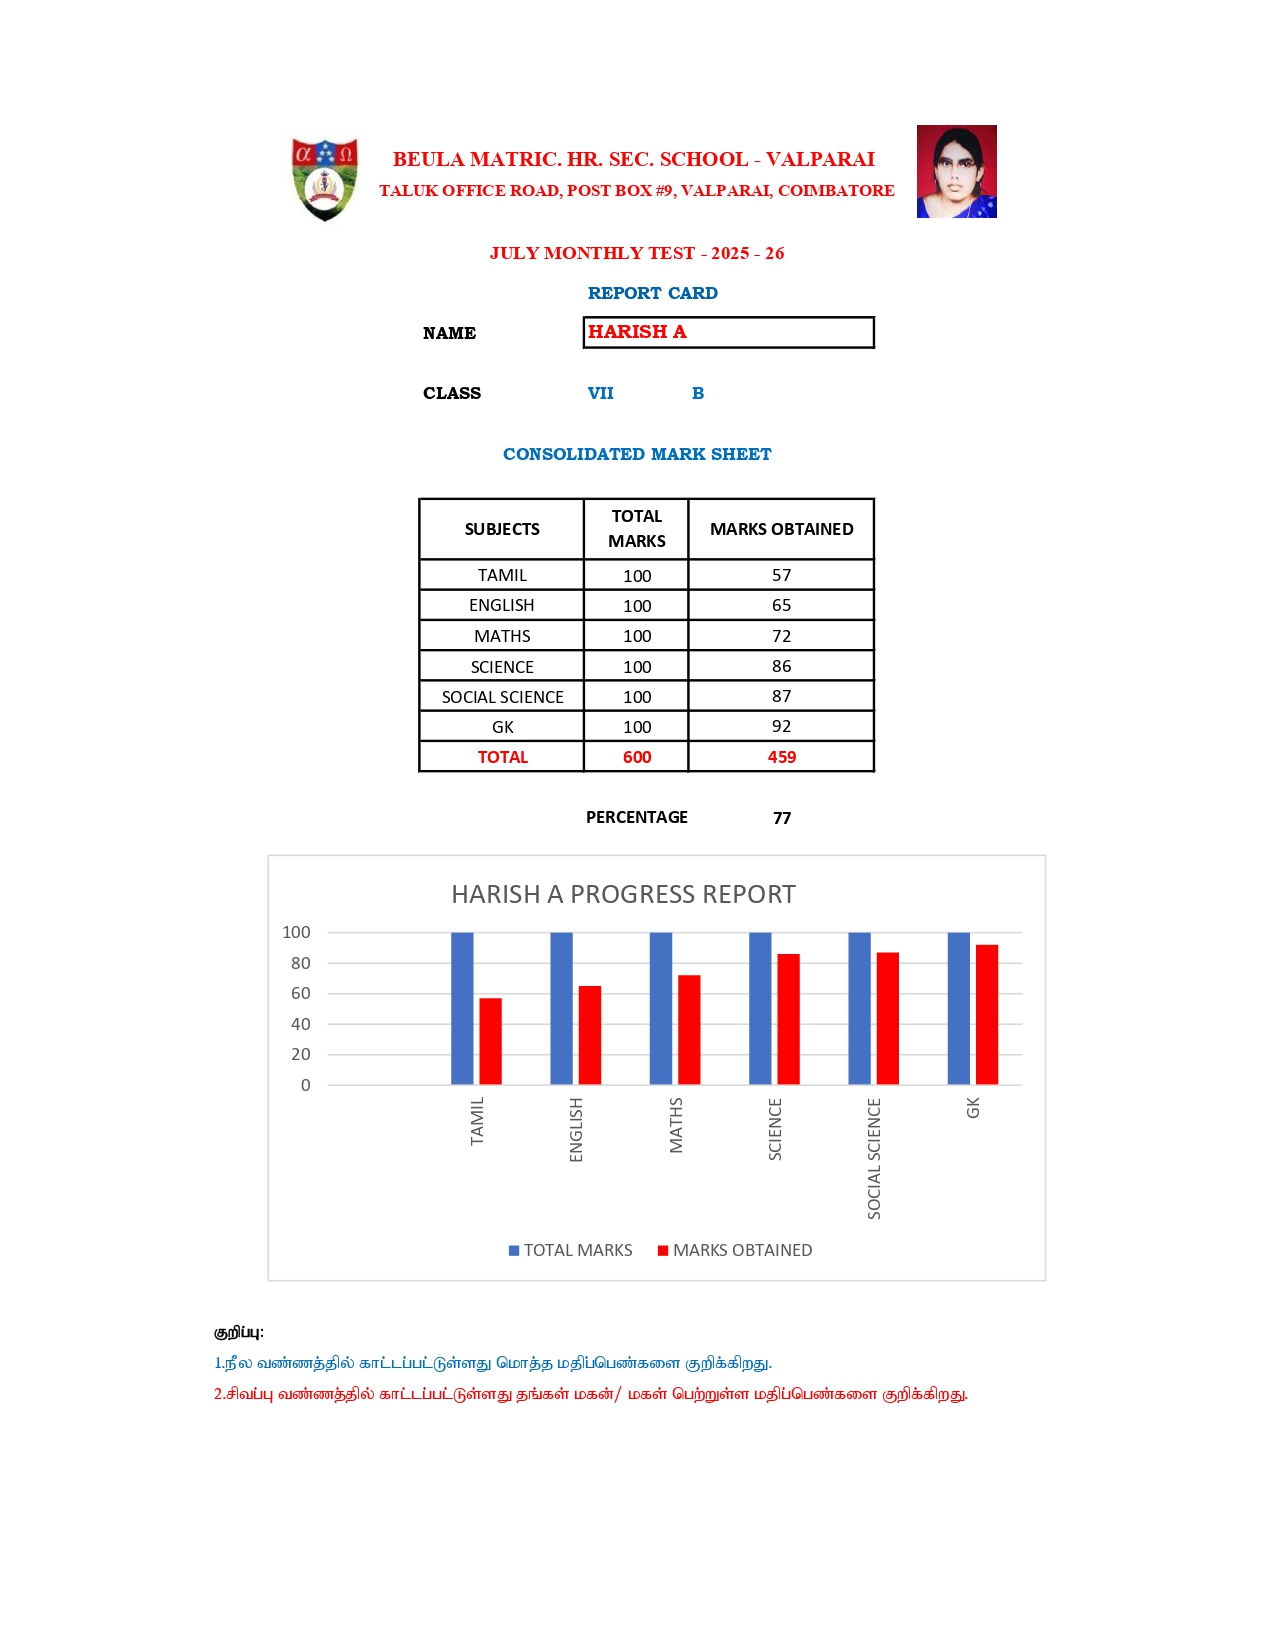 α Ω
BEULA MATRIC. HR. SEC. SCHOOL - VALPARAI
TALUK OFFICE ROAD, POST BOX #9, VALPARAI, COIMBATORE
JULY MONTHLY TEST - 2025 - 26
REPORT CARD
NAME HARISH A
CLASS VII B
CONSOLIDATED MARK SHEET
SUBJECTS TOTAL MARKS MARKS OBTAINED
TAMIL 100 57
ENGLISH 100 65
MATHS 100 72
SCIENCE 100 86
SOCIAL SCIENCE 100 87
GK 100 92
TOTAL 600 459
PERCENTAGE 77
HARISH A PROGRESS REPORT
100
80
60
40
20
0
TAMIL
ENGLISH
MATHS
SCIENCE
SOCIAL SCIENCE
GK
TOTAL MARKS MARKS OBTAINED
குறிப்பு:
1.நீல வண்ணத்தில் காட்டப்பட்டுள்ளது மொத்த மதிப்பெண்களை குறிக்கிறது.
2.சிவப்பு வண்ணத்தில் காட்டப்பட்டுள்ளது தங்கள் மகன்/ மகள் பெற்றுள்ள மதிப்பெண்களை குறிக்கிறது.